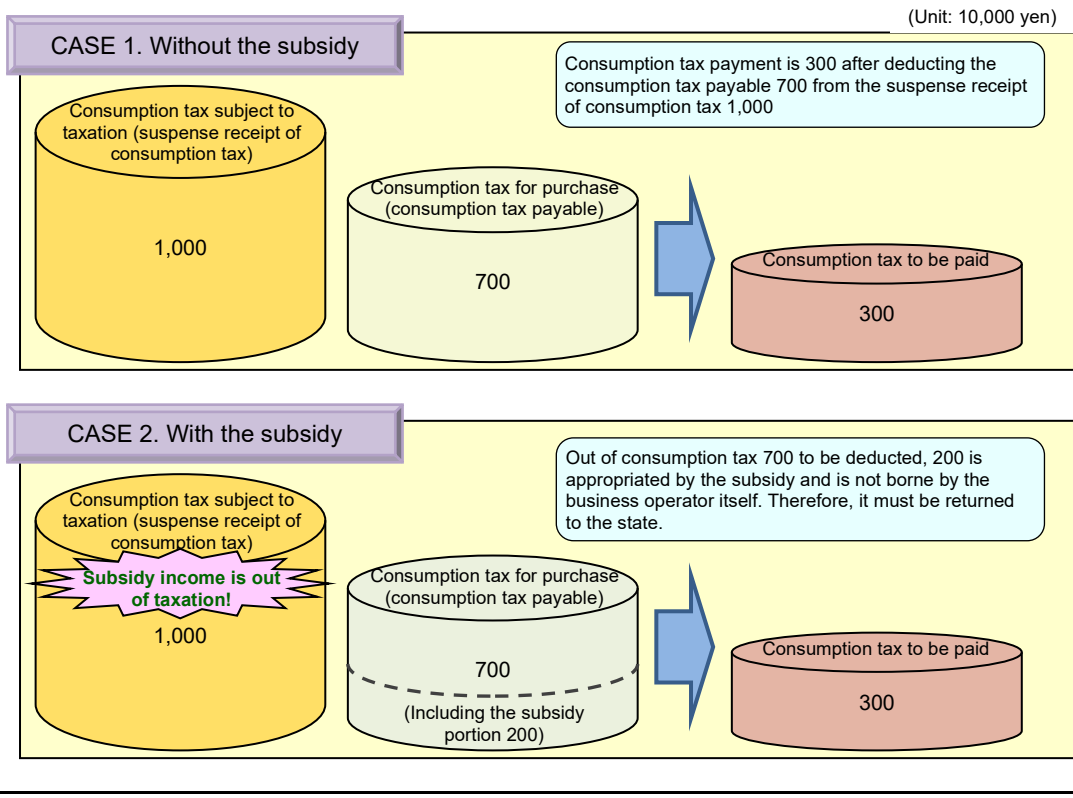 (Unit: 10,000 yen)
CASE 1. Without the subsidy
Consumption tax payment is 300 after deducting the
consumption tax payable 700 from the suspense receipt
of consumption tax 1,000
Consumption tax subject to
taxation (suspense receipt of
consumption tax)
1,000
Consumption tax for purchase
(consumption tax payable)
700
Consumption tax to be paid
300
CASE 2. With the subsidy
Out of consumption tax 700 to be deducted, 200 is
appropriated by the subsidy and is not borne by the
business operator itself. Therefore, it must be returned
to the state.
Consumption tax subject to
taxation (suspense receipt of
consumption tax)
Subsidy income is out
of taxation!
1,000
Consumption tax for purchase
(consumption tax payable)
700
(Including the subsidy
portion 200)
Consumption tax to be paid
300